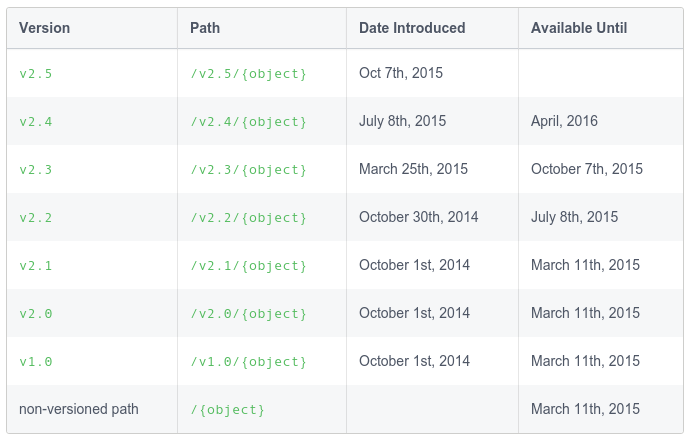 Version Path Date Introduced Available Until
v2.5 /v2.5/{object} Oct 7th, 2015
v2.4 /v2.4/{object} July 8th, 2015 April, 2016
v2.3 /v2.3/{object} March 25th, 2015 October 7th, 2015
v2.2 /v2.2/{object} October 30th, 2014 July 8th, 2015
v2.1 /v2.1/{object} October 1st, 2014 March 11th, 2015
v2.0 /v2.0/{object} October 1st, 2014 March 11th, 2015
v1.0 /v1.0/{object} October 1st, 2014 March 11th, 2015
non-versioned path /{object} March 11th, 2015